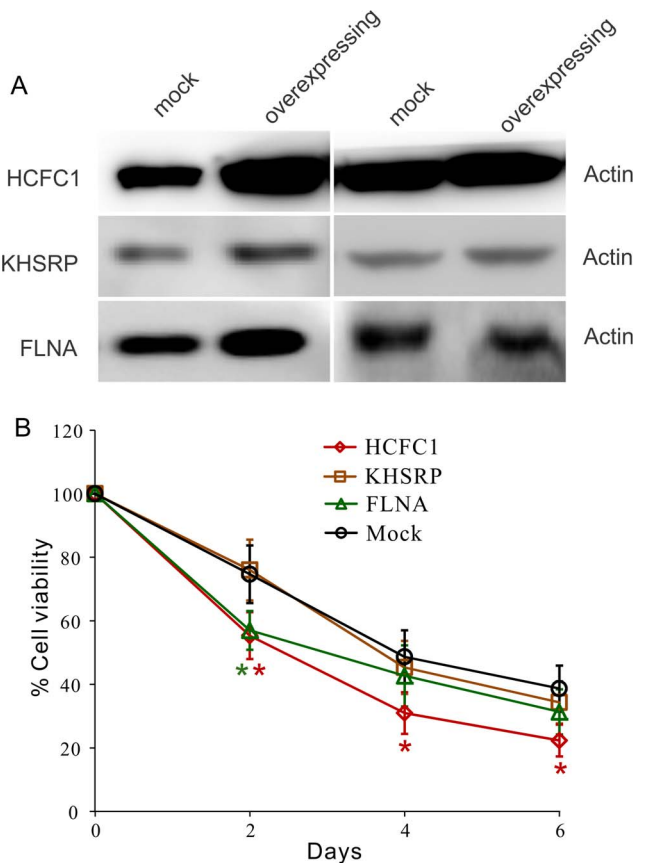 A
mock
overexpressing
mock
overexpressing
HCFC1
Actin
KHSRP
Actin
FLNA
Actin
B
120
100
80
60
40
20
0
% Cell viability
HCFC1
KHSRP
FLNA
Mock
* *
*
*
0 2 4 6
Days